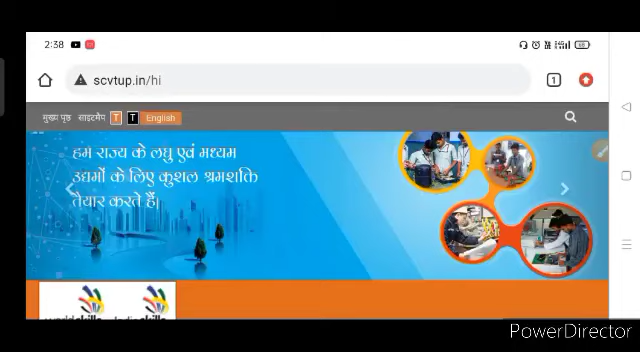 2:38
scvtup.in/hi
1
मुख्य पृष्ठ साइटमैप T T English
हम राज्य के लघु एवं मध्यम
उद्यमों के लिए कुशल श्रमशक्ति
तैयार करते हैं।
PowerDirector